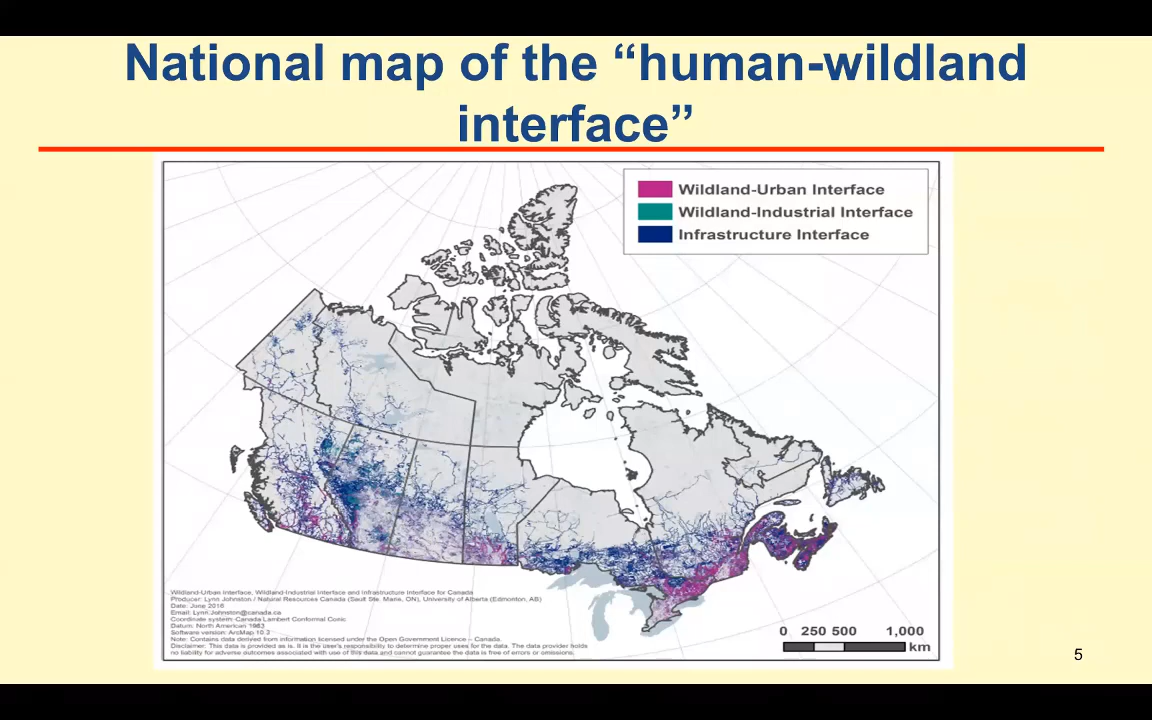 National map of the “human-wildland
interface”
Wildland-Urban Interface
Wildland-Industrial Interface
Infrastructure Interface
Wildland-Urban Interface, Wildland-Industrial Interface and Infrastructure Interface for Canada
Producer: Lynn Johnston / Natural Resources Canada (Sault Ste. Marie, ON), University of Alberta (Edmonton, AB)
Date: June 2016
Email: Lynn.Johnston@canada.ca
Coordinate system: Canada Lambert Conformal Conic
Datum: North American 1983
Software version: ArcMap 10.2
Note: Contains data derived from information licensed under the Open Government Licence – Canada.
Disclaimer: This data is provided as is. It is the user's responsibility to determine proper uses for the data. The data provider holds
no liability for adverse outcomes associated with use of this data and cannot guarantee the data is free of errors or omissions.
0 250 500 1,000
km
5